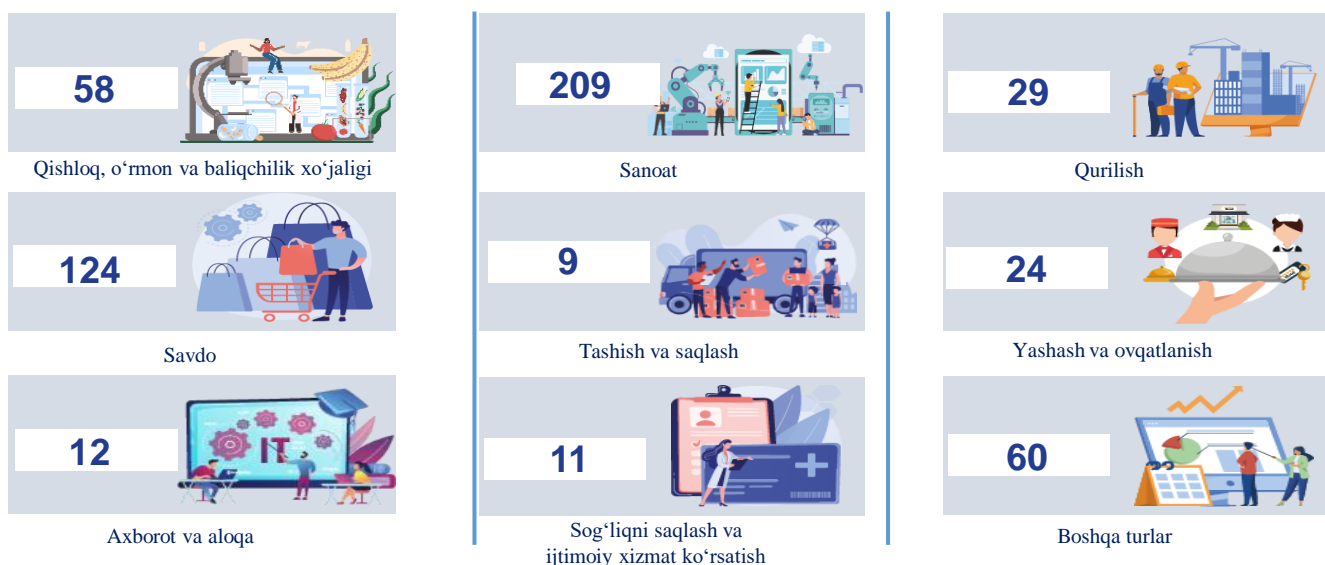 58
Qishloq, o‘rmon va baliqchilik xo‘jaligi
209
Sanoat
29
Qurilish
124
Savdo
9
Tashish va saqlash
24
Yashash va ovqatlanish
12
IT
Axborot va aloqa
11
Sog‘liqni saqlash va
ijtimoiy xizmat ko‘rsatish
60
Boshqa turlar